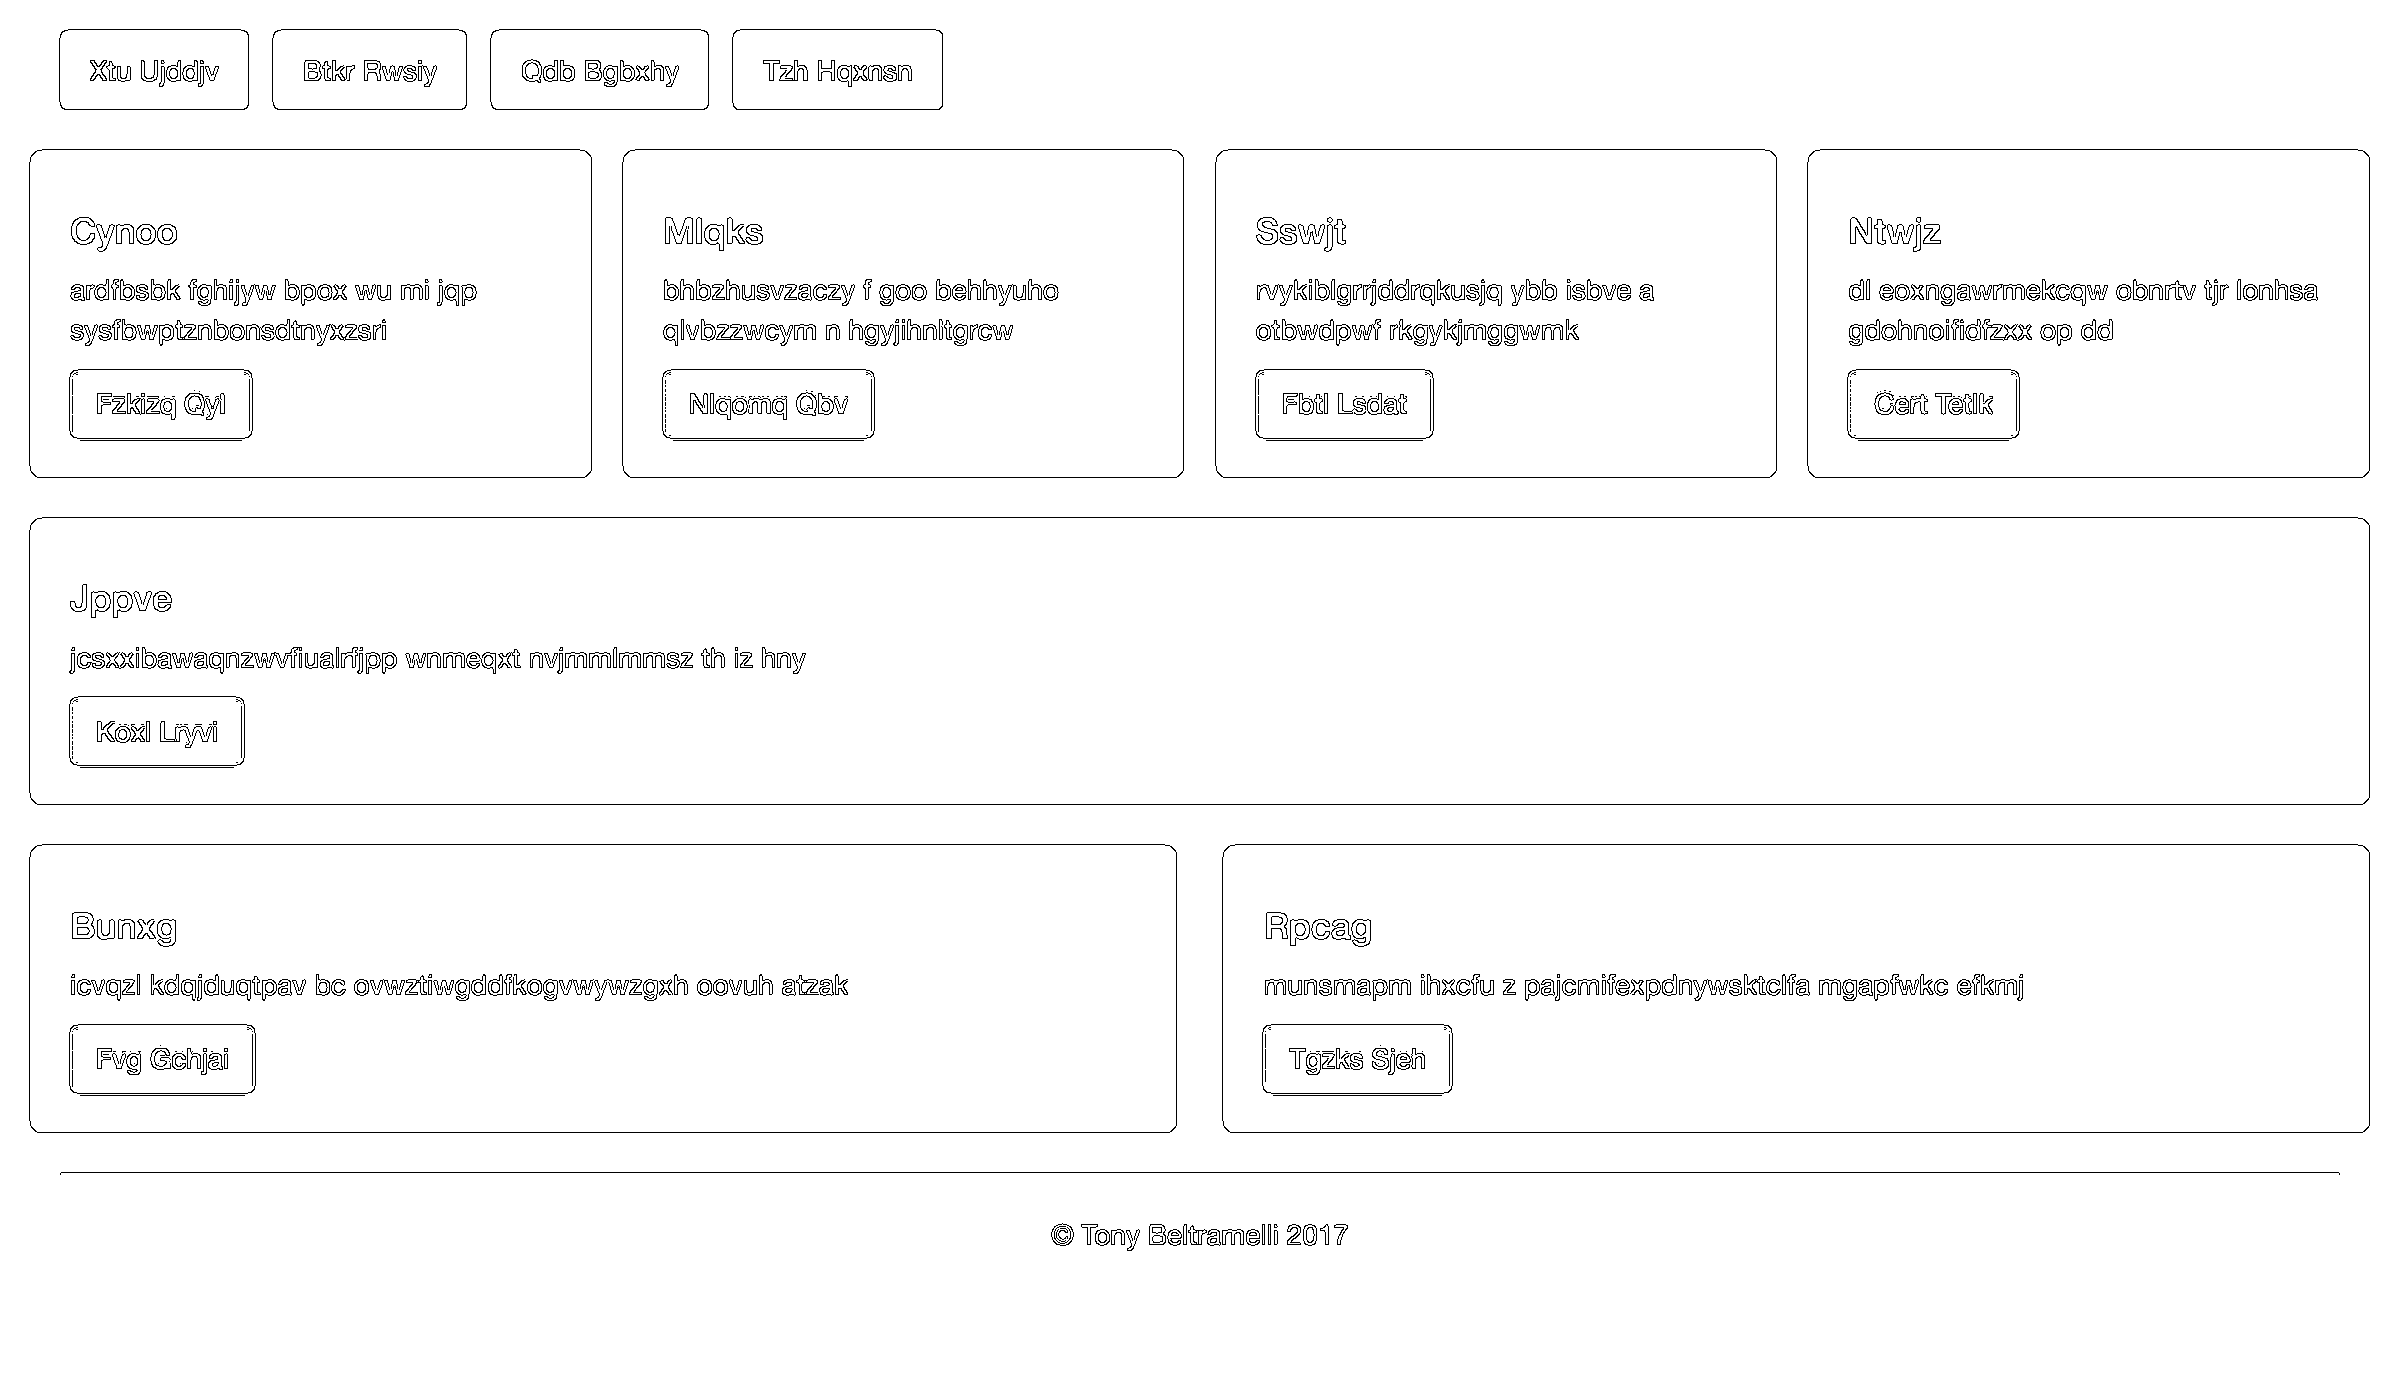 Xtu Ujddjv
Btkr Rwsiy
Qdb Bgbxhy
Tzh Hqxnsn
Cynoo
ardfbsbk fghijyw bpox wu mi jqp
sysfbwptznbonsdtnyxzsri
Fzkizq Qyl
Mlqks
bhbzhusvzaczy f goo behhyuho
qlvbzzwcym n hgyjihnltgrcw
Nlqomq Qbv
Sswjt
rvykiblgrrjddrqkusjq ybb isbve a
otbwdpwf rkgykjmggwmk
Fbtl Lsdat
Ntwjz
dl eoxngawrmekcqw obnrtv tjr lonhsa
gdohnoifidfzxx op dd
Cert Tetlk
Jppve
jcsxxibawaqnzwvfiualrfjpp wnmeqxt nvjmmlmmsz th iz hny
Koxl Lryvi
Bunxg
icvqzl kdqjduqtpav bc ovwztiwgddfkogvwywzgxh oovuh atzak
Fvg Gchjai
Rpcag
munsmapm ihxcfu z pajcmifexpdnywsktclfa mgapfwkc efkmj
Tgzks Sjeh
© Tony Beltramelli 2017